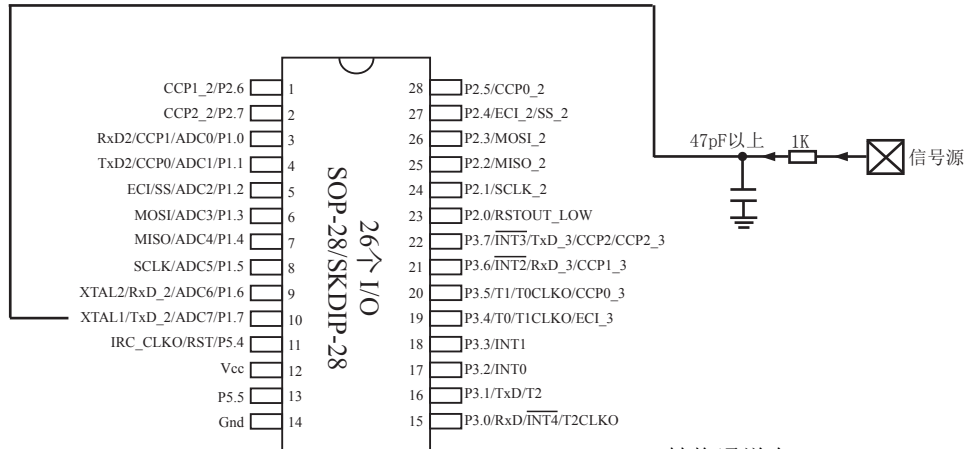 CCP1_2/P2.6 1 28 P2.5/CCP0_2
CCP2_2/P2.7 2 27 P2.4/ECI_2/SS_2
RxD2/CCP1/ADC0/P1.0 3 26 P2.3/MOSI_2
TxD2/CCP0/ADC1/P1.1 4 25 P2.2/MISO_2
ECI/SS/ADC2/P1.2 5 24 P2.1/SCLK_2
MOSI/ADC3/P1.3 6 23 P2.0/RSTOUT_LOW
MISO/ADC4/P1.4 7 22 P3.7/INT3/TxD_3/CCP2/CCP2_3
SCLK/ADC5/P1.5 8 21 P3.6/INT2/RxD_3/CCP1_3
XTAL2/RxD_2/ADC6/P1.6 9 20 P3.5/T1/T0CLKO/CCP0_3
XTAL1/TxD_2/ADC7/P1.7 10 19 P3.4/T0/T1CLKO/ECI_3
IRC_CLKO/RST/P5.4 11 18 P3.3/INT1
Vcc 12 17 P3.2/INT0
P5.5 13 16 P3.1/TxD/T2
Gnd 14 15 P3.0/RxD/INT4/T2CLKO
26个 I/O
SOP-28/SKDIP-28
47pF以上 1K 信号源